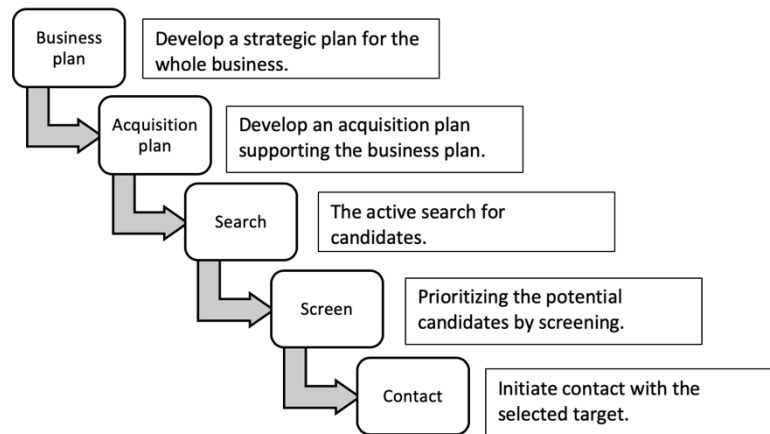 Business
plan
Develop a strategic plan for the
whole business.
Acquisition
plan
Develop an acquisition plan
supporting the business plan.
Search
The active search for
candidates.
Screen
Prioritizing the potential
candidates by screening.
Contact
Initiate contact with the
selected target.